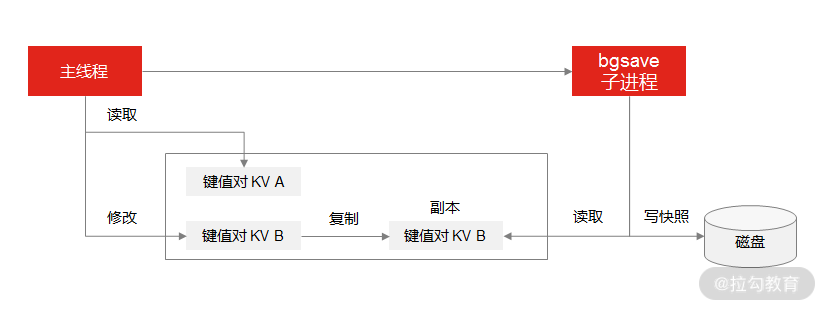 主线程
bgsave
子进程
读取
键值对 KV A
修改
键值对 KV B
复制
副本
键值对 KV B
读取
写快照
磁盘
@拉勾教育